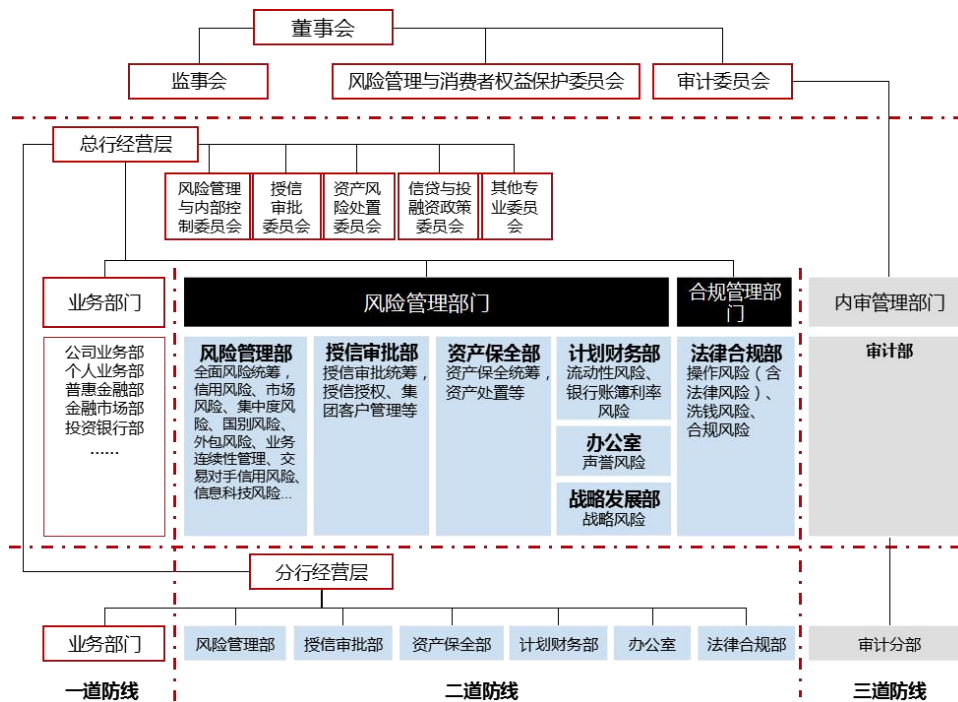 董事会
监事会
风险管理与消费者权益保护委员会
审计委员会
总行经营层
风险管理
与内部控
制委员会
授信
审批
委员会
资产风
险处置
委员会
信贷与投
融资政策
委员会
其他专
业委员
会
业务部门
风险管理部门
合规管理部
门
内审管理部门
公司业务部
个人业务部
普惠金融部
金融市场部
投资银行部
……
风险管理部
全面风险统筹，
信用风险、市场
风险、集中度风
险、国别风险、
外包风险、业务
连续性管理、交
易对手信用风险、
信息科技风险...
授信审批部
授信审批统筹，
授信授权、集
团客户管理等
资产保全部
资产保全统筹，
资产处置等
计划财务部
流动性风险、
银行账簿利率
风险
办公室
声誉风险
战略发展部
战略风险
法律合规部
操作风险（含
法律风险）、
洗钱风险、
合规风险
审计部
分行经营层
业务部门
风险管理部
授信审批部
资产保全部
计划财务部
办公室
法律合规部
审计分部
一道防线
二道防线
三道防线